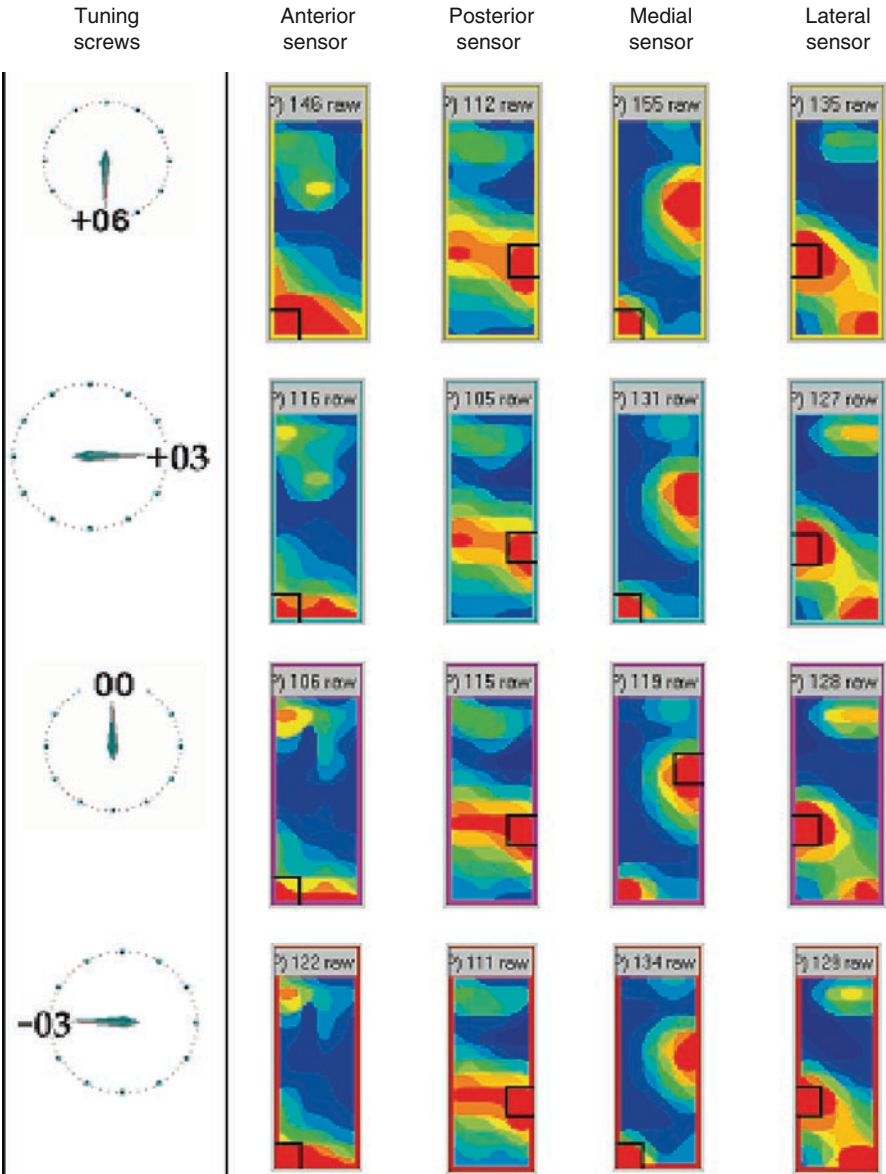 Tuning screws
Anterior sensor
Posterior sensor
Medial sensor
Lateral sensor
+06
?) 146 raw
?) 112 raw
?) 155 raw
?) 135 raw
+03
?) 116 raw
?) 105 raw
?) 131 raw
?) 127 raw
00
?) 106 raw
?) 115 raw
?) 119 raw
?) 128 raw
-03
?) 122 raw
?) 111 raw
?) 134 raw
?) 129 raw